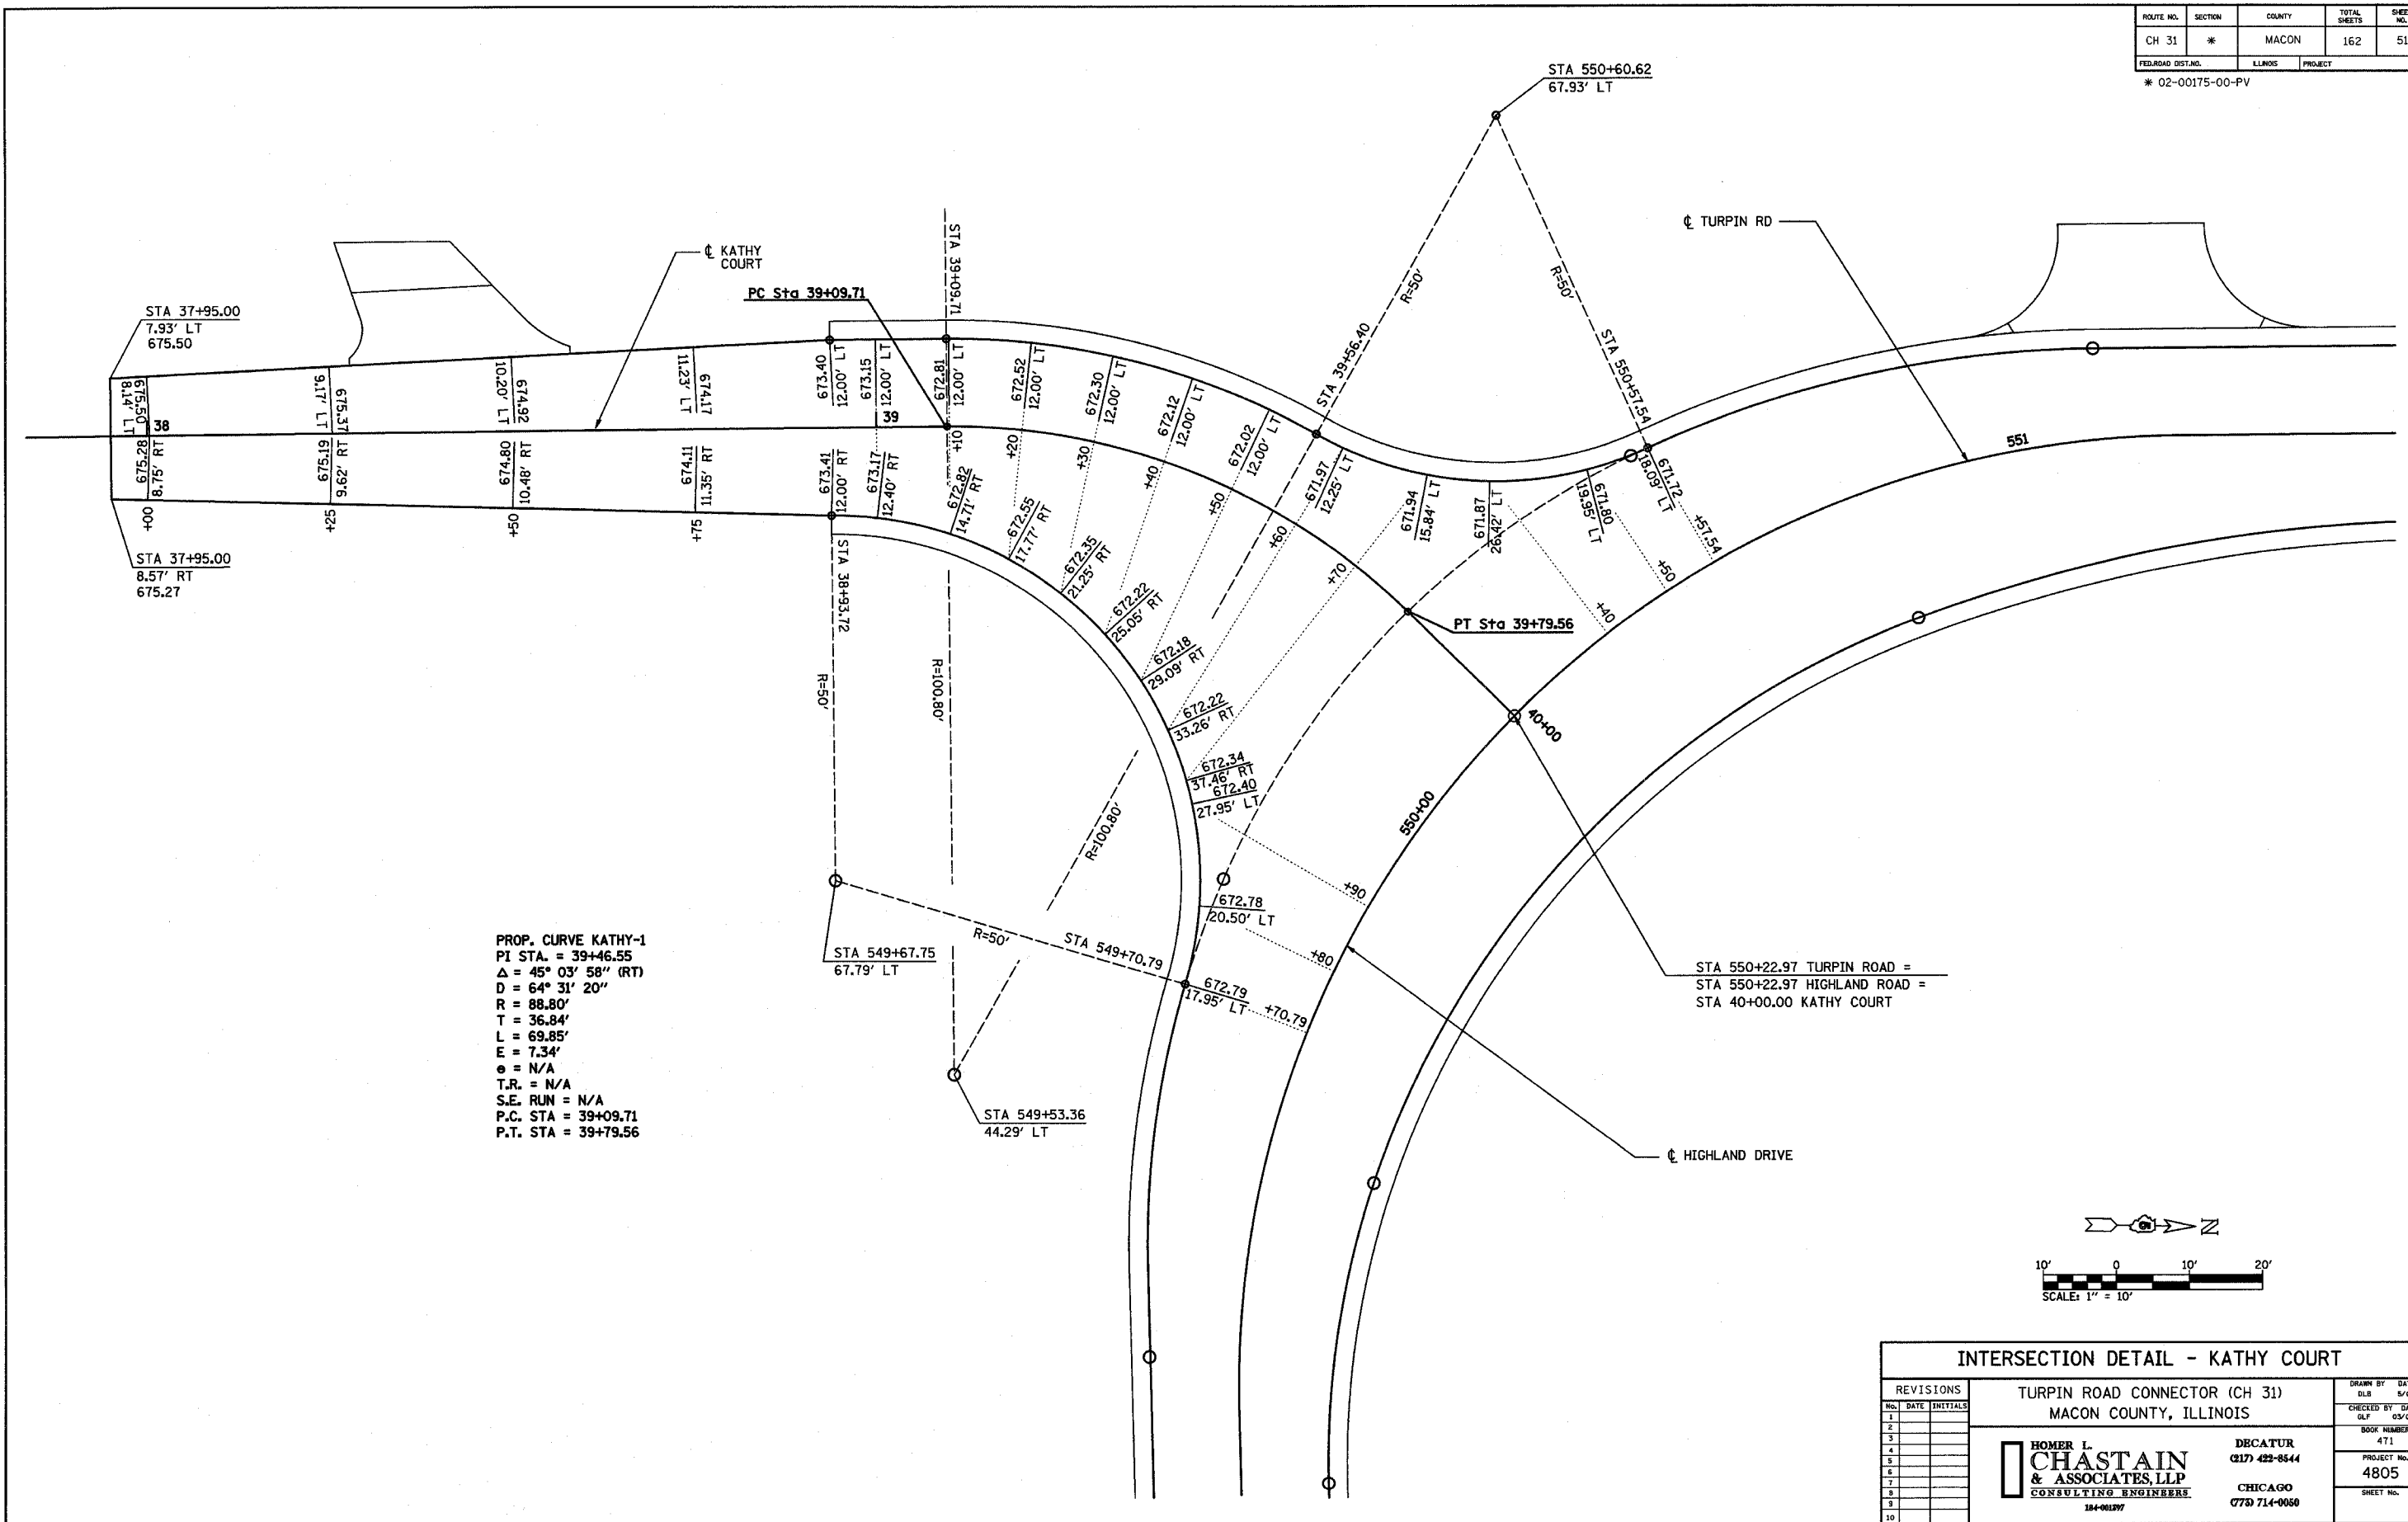 ROUTE NO. SECTION COUNTY TOTAL SHEETS
CH 31 * MACON 162 51
FED.ROAD DIST.NO. ILLINOIS PROJECT
* 02-00175-00-PV
STA 550+60.62
67.93' LT
℄ TURPIN RD
℄ KATHY
COURT
STA 39+09.71
PC Sta 39+09.71
R=50'
R=50'
STA 39+56.40
STA 550+57.54
STA 37+95.00
7.93' LT
675.50
STA 37+95.00
8.57' RT
675.27
675.50
8.14' LT
38
675.28
8.75' RT
+00
9.17' LT
675.37
675.19
9.62' RT
+25
10.20' LT
674.92
674.80
10.48' RT
+50
11.23' LT
674.17
674.11
11.35' RT
+75
673.40
12.00' LT
673.41
12.00' RT
STA 38+93.72
673.15
12.00' LT
39
673.17
12.40' RT
672.81
12.00' LT
+10
672.82
14.71' RT
672.52
12.00' LT
+20
672.55
17.77' RT
672.30
12.00' LT
+30
672.35
21.25' RT
672.12
12.00' LT
+40
672.22
25.05' RT
672.02
12.00' LT
+50
672.18
29.09' RT
671.97
12.25' LT
+60
672.22
33.26' RT
671.94
15.84' LT
+70
672.34
37.46' RT
672.40
27.95' LT
671.87
26.42' LT
+40
671.80
19.95' LT
+50
671.72
18.09' LT
+57.54
551
PT Sta 39+79.56
40+00
550+00
+90
672.78
20.50' LT
+80
672.79
17.95' LT
+70.79
R=50'
R=100.80'
R=100.80'
R=50'
STA 549+70.79
STA 549+67.75
67.79' LT
STA 549+53.36
44.29' LT
STA 550+22.97 TURPIN ROAD =
STA 550+22.97 HIGHLAND ROAD =
STA 40+00.00 KATHY COURT
℄ HIGHLAND DRIVE
PROP. CURVE KATHY-1
PI STA. = 39+46.55
Δ = 45° 03' 58" (RT)
D = 64° 31' 20"
R = 88.80'
T = 36.84'
L = 69.85'
E = 7.34'
e = N/A
T.R. = N/A
S.E. RUN = N/A
P.C. STA = 39+09.71
P.T. STA = 39+79.56
N
10' 0 10' 20'
SCALE: 1" = 10'
INTERSECTION DETAIL - KATHY COURT
REVISIONS
No. DATE INITIALS
1
2
3
4
5
6
7
8
9
10
TURPIN ROAD CONNECTOR (CH 31)
MACON COUNTY, ILLINOIS
HOMER L.
CHASTAIN
& ASSOCIATES, LLP
CONSULTING ENGINEERS
184-001397
DECATUR
(217) 422-8544
CHICAGO
(773) 714-0050
DRAWN BY
DLB
CHECKED BY
GLF
BOOK NUMBER
471
PROJECT No.
4805
SHEET No.